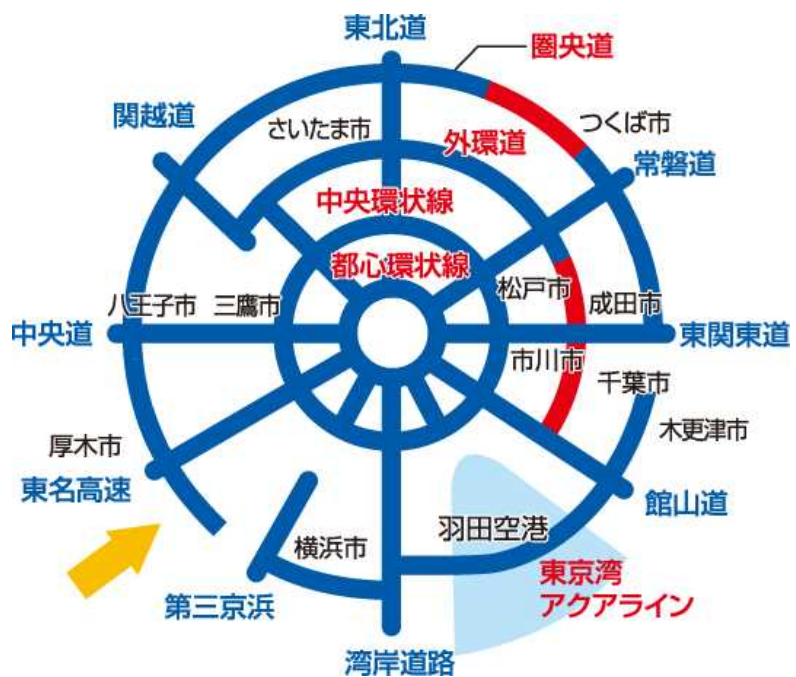 東北道
圏央道
関越道
さいたま市
外環道
つくば市
常磐道
中央環状線
都心環状線
松戸市
成田市
八王子市
三鷹市
中央道
東関東道
市川市
千葉市
木更津市
厚木市
東名高速
館山道
羽田空港
横浜市
東京湾
アクアライン
第三京浜
湾岸道路